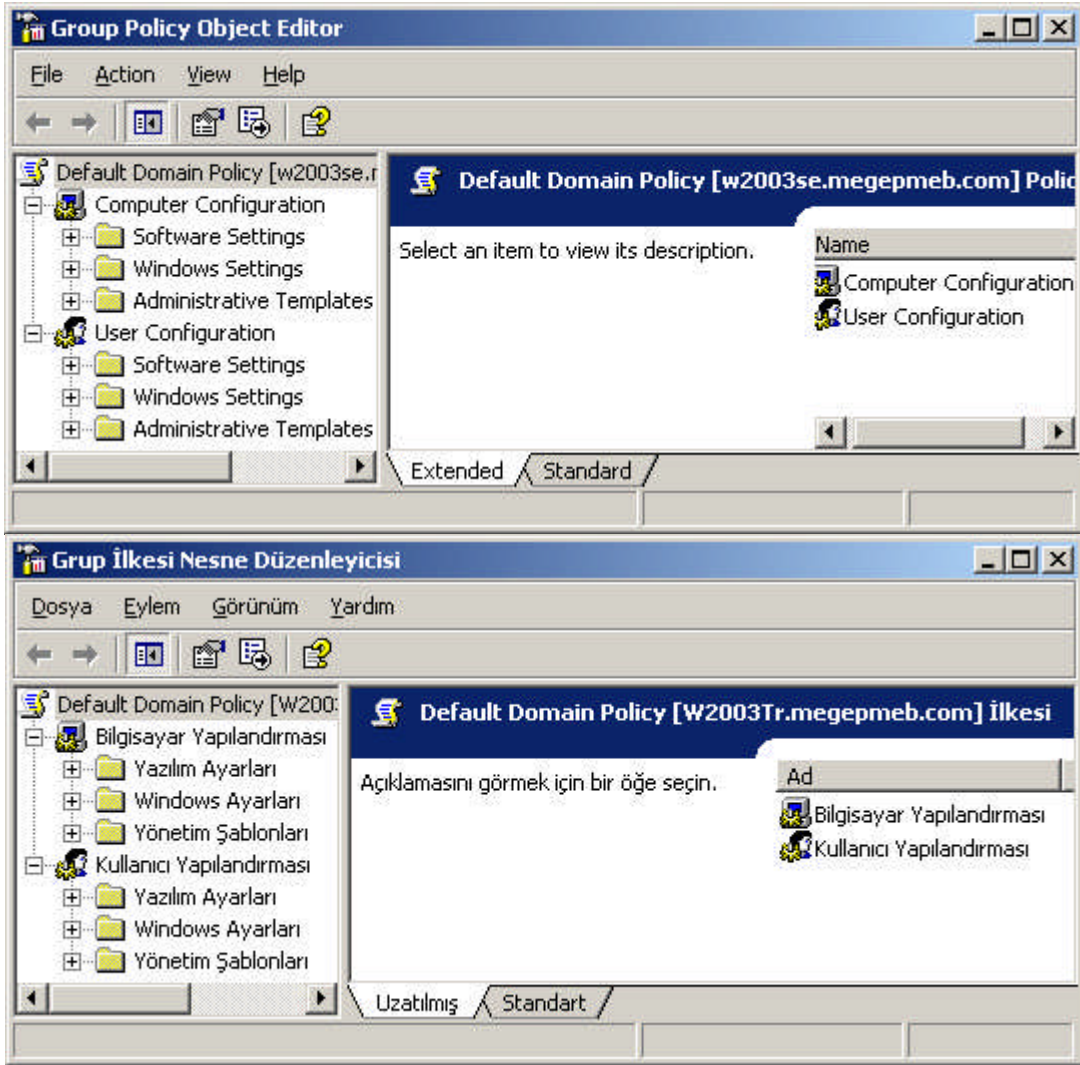 Group Policy Object Editor
File Action View Help
Default Domain Policy [w2003se.r
Computer Configuration
Software Settings
Windows Settings
Administrative Templates
User Configuration
Software Settings
Windows Settings
Administrative Templates
Default Domain Policy [w2003se.megepmeb.com] Polic
Select an item to view its description.
Name
Computer Configuration
User Configuration
Extended Standard
Grup İlkesi Nesne Düzenleyicisi
Dosya Eylem Görünüm Yardım
Default Domain Policy [W200
Bilgisayar Yapılandırması
Yazılım Ayarları
Windows Ayarları
Yönetim Şablonları
Kullanıcı Yapılandırması
Yazılım Ayarları
Windows Ayarları
Yönetim Şablonları
Default Domain Policy [W2003Tr.megepmeb.com] İlkesi
Açıklamasını görmek için bir öğe seçin.
Ad
Bilgisayar Yapılandırması
Kullanıcı Yapılandırması
Uzatılmış Standart